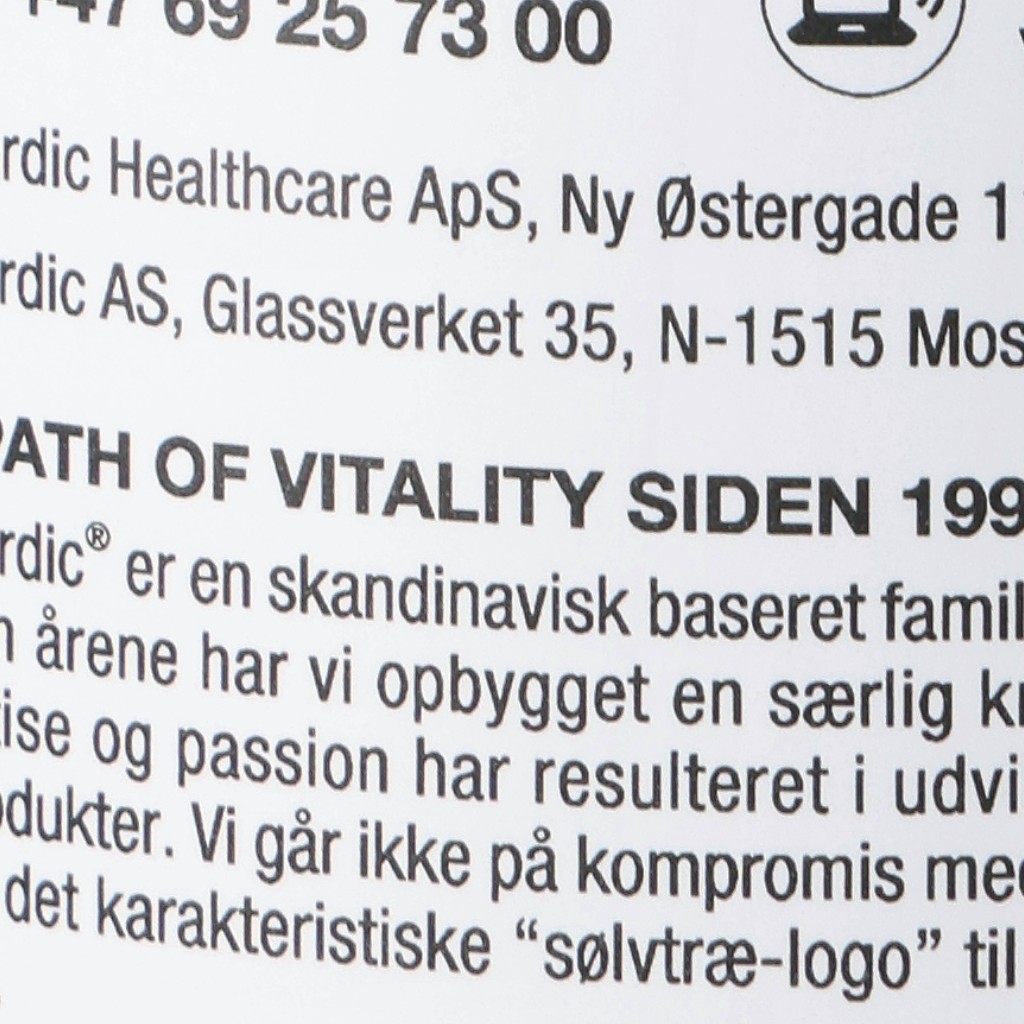 69 25 73 00
rdic Healthcare ApS, Ny Østergade 1
rdic AS, Glassverket 35, N-1515 Mos
PATH OF VITALITY SIDEN 199
rdic® er en skandinavisk baseret famil
årene har vi opbygget en særlig k
ise og passion har resulteret i udvi
odukter. Vi går ikke på kompromis me
det karakteristiske “sølvtræ-logo” til